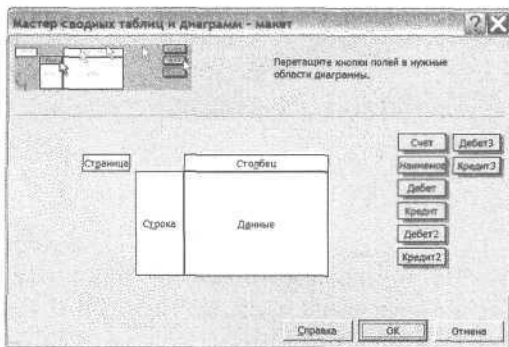 Мастер сводных таблиц и диаграмм - макет
Перетащите кнопки полей в нужные
области диаграммы.
Счет Дебет3
Страница Столбец Наименов Кредит3
Дебет
Строка Данные Кредит
Дебет2
Кредит2
Справка ОК Отмена